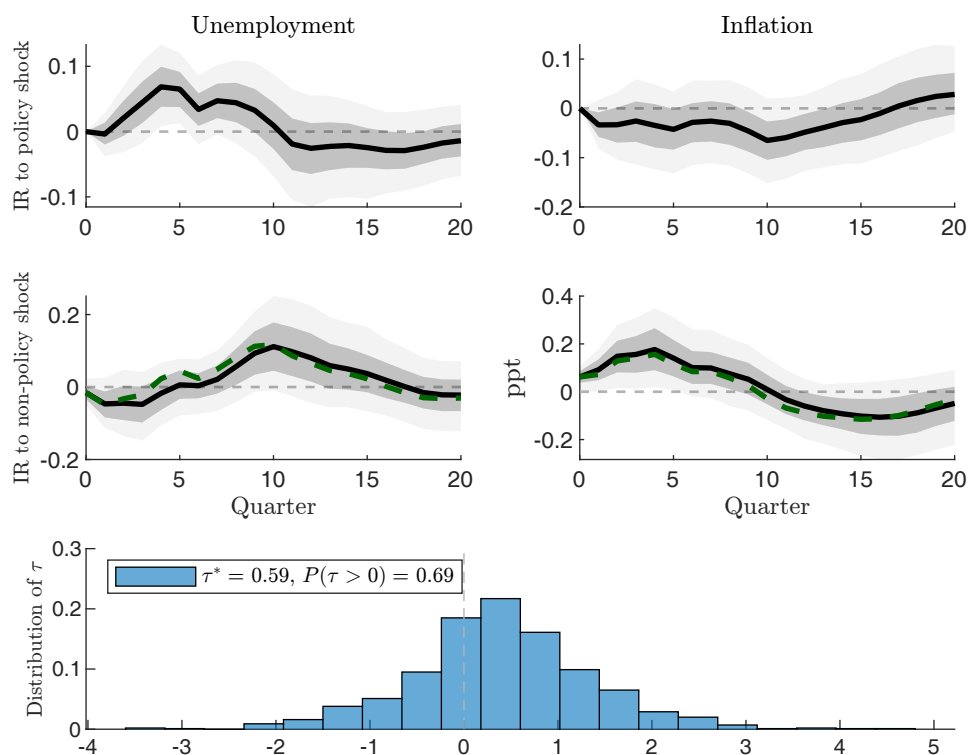 Unemployment
Inflation
IR to policy shock
0.1
0
-0.1
0 5 10 15 20
0.1
0
-0.1
-0.2
0 5 10 15 20
IR to non-policy shock
0.2
0
-0.2
0 5 10 15 20
Quarter
ppt
0.4
0.2
0
-0.2
0 5 10 15 20
Quarter
Distribution of τ
0.3
0.2
0.1
0
τ* = 0.59, P(τ > 0) = 0.69
-4 -3 -2 -1 0 1 2 3 4 5